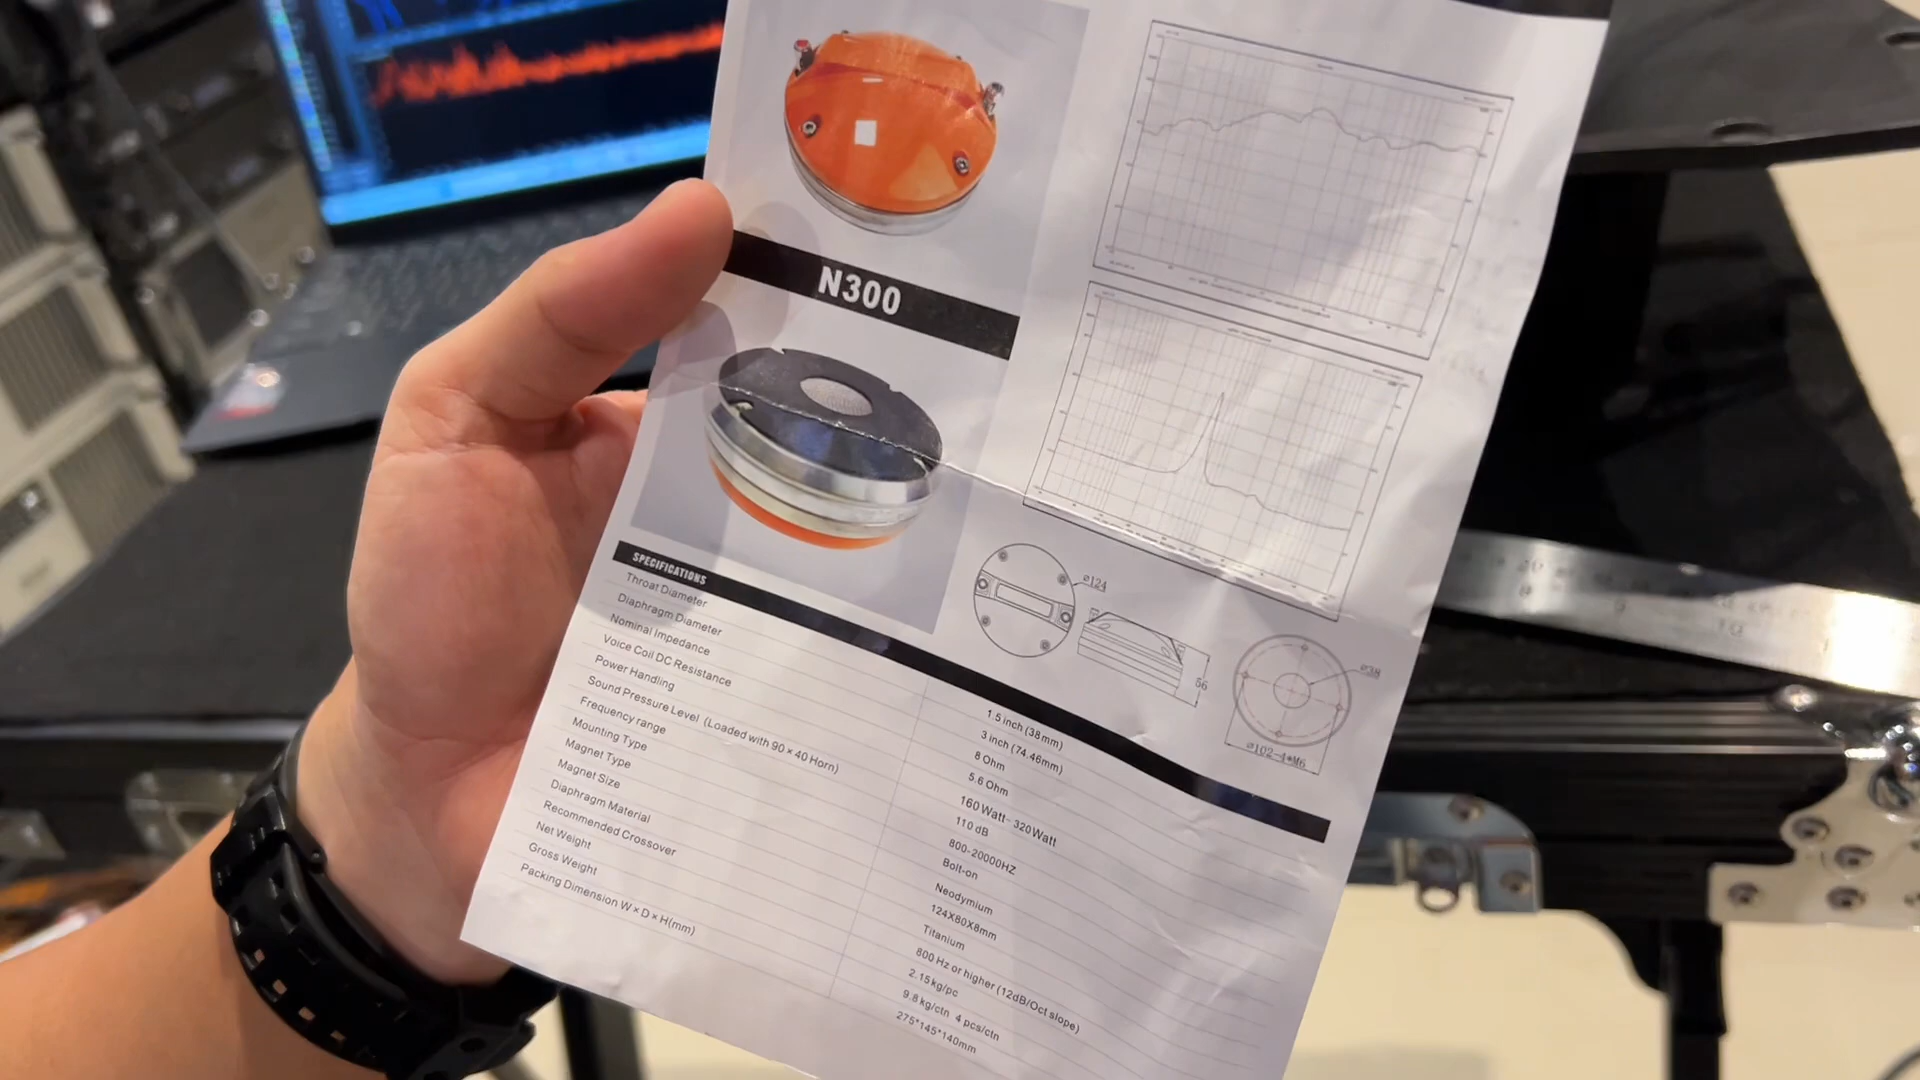 N300
SPECIFICATIONS
Throat Diameter 1.5 inch (38mm)
Diaphragm Diameter 3 inch (74.46mm)
Nominal Impedance 8 Ohm
Voice Coil DC Resistance 5.6 Ohm
Power Handling 160 Watt- 320Watt
Sound Pressure Level (Loaded with 90 × 40 Horn) 110 dB
Frequency range 800-20000HZ
Mounting Type Bolt-on
Magnet Type Neodymium
Magnet Size 124X80X8mm
Diaphragm Material Titanium
Recommended Crossover 800 Hz or higher (12dB/Oct slope)
Net Weight 2.15kg/pc
Gross Weight 9.8 kg/ctn 4 pcs/ctn
Packing Dimension W × D × H(mm) 275*145*140mm
ø124
56
ø38
ø102-4*M6